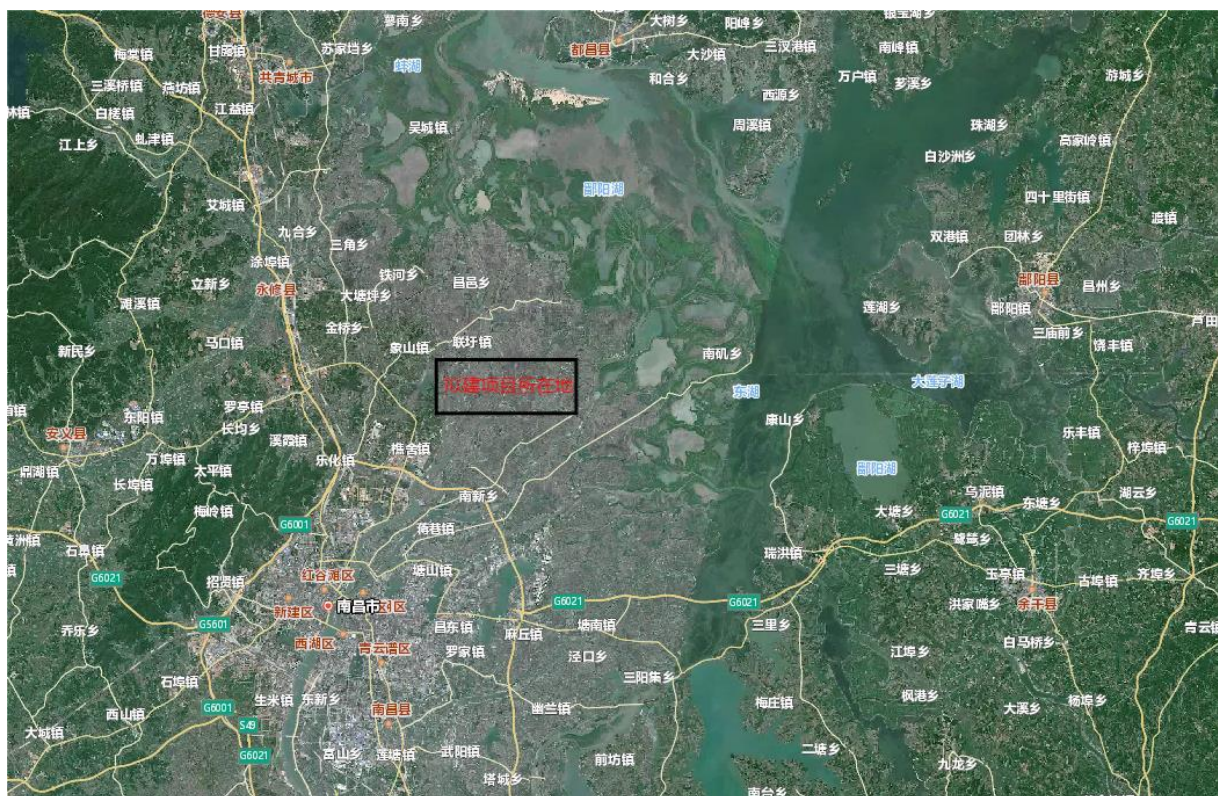 德安县
蓼南乡
大树乡
阳峰乡
银宝湖乡
梅棠镇
甘露镇
苏家垱乡
都昌县
大沙镇
三汊港镇
南峰镇
共青城市
蚌湖
和合乡
万户镇
芗溪乡
游城乡
三溪桥镇
燕坊镇
西源乡
林镇
白槎镇
江益镇
吴城镇
周溪镇
珠湖乡
江上乡
虬津镇
高家岭镇
白沙洲乡
鄱阳湖
四十里街镇
艾城镇
渡镇
九合乡
三角乡
双港镇
团林乡
涂埠镇
铁河乡
立新乡
昌邑乡
鄱阳县
昌州乡
永修县
大塘坪乡
滩溪镇
莲湖乡
鄱阳镇
芦田
金桥乡
三庙前乡
马口镇
象山镇
联圩镇
饶丰镇
新民乡
南矶乡
拟建项目所在地
大莲子湖
东湖
罗亭镇
东阳镇
康山乡
长均乡
安义县
溪霞镇
乐丰镇
万埠镇
乐化镇
梓埠镇
鼎湖镇
太平镇
樵舍镇
鄱阳湖
长埠镇
南新乡
乌泥镇
湖云乡
梅岭镇
大塘乡
G6021
东塘乡
G6001
蒋巷镇
G6021
黄洲镇
石鼻镇
鹭鸶乡
瑞洪镇
G6021
招贤镇
红谷滩区
塘山镇
三塘乡
玉亭镇
古埠镇
齐埠乡
新建区
南昌市
G6021
G6021
洪家嘴乡
余干县
乔乐乡
G5601
昌东镇
麻丘镇
塘南镇
三里乡
青云镇
西湖区
青云谱区
罗家镇
泾口乡
江埠乡
白马桥乡
石埠镇
三阳集乡
生米镇
东新乡
梅庄镇
枫港乡
杨埠镇
西山镇
G6001
南昌县
幽兰镇
大溪乡
大城镇
S49
G6021
富山乡
莲塘镇
武阳镇
前坊镇
二塘乡
九龙乡
塔城乡
南台乡